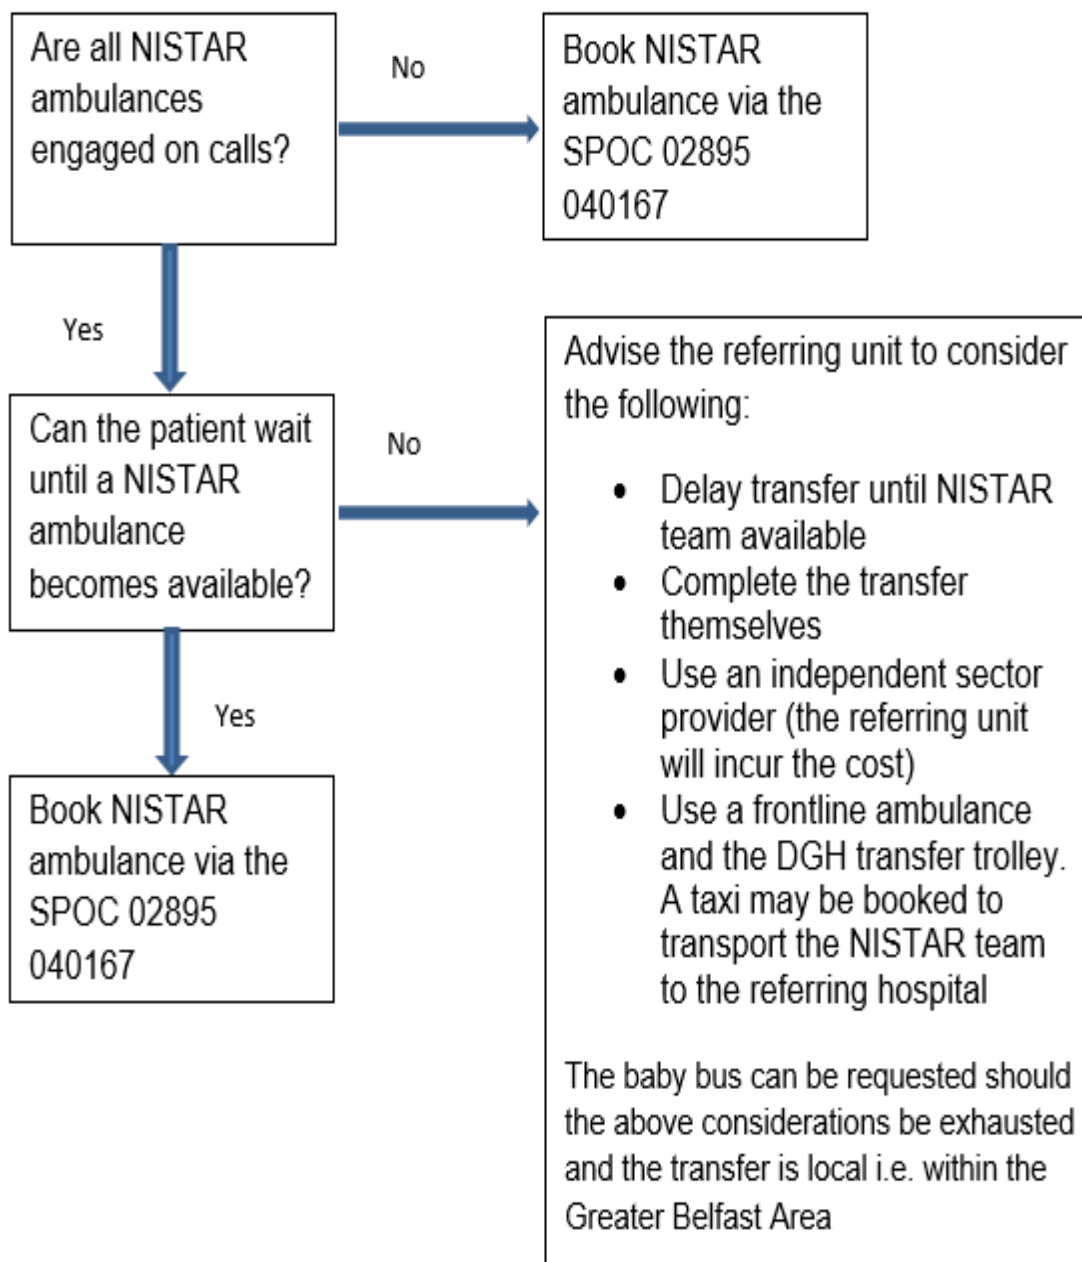 Are all NISTAR
ambulances
engaged on calls?
No
Book NISTAR
ambulance via the
SPOC 02895
040167
Yes
Can the patient wait
until a NISTAR
ambulance
becomes available?
No
Advise the referring unit to consider
the following:
• Delay transfer until NISTAR
team available
• Complete the transfer
themselves
• Use an independent sector
provider (the referring unit
will incur the cost)
• Use a frontline ambulance
and the DGH transfer trolley.
A taxi may be booked to
transport the NISTAR team
to the referring hospital
The baby bus can be requested should
the above considerations be exhausted
and the transfer is local i.e. within the
Greater Belfast Area
Yes
Book NISTAR
ambulance via the
SPOC 02895
040167